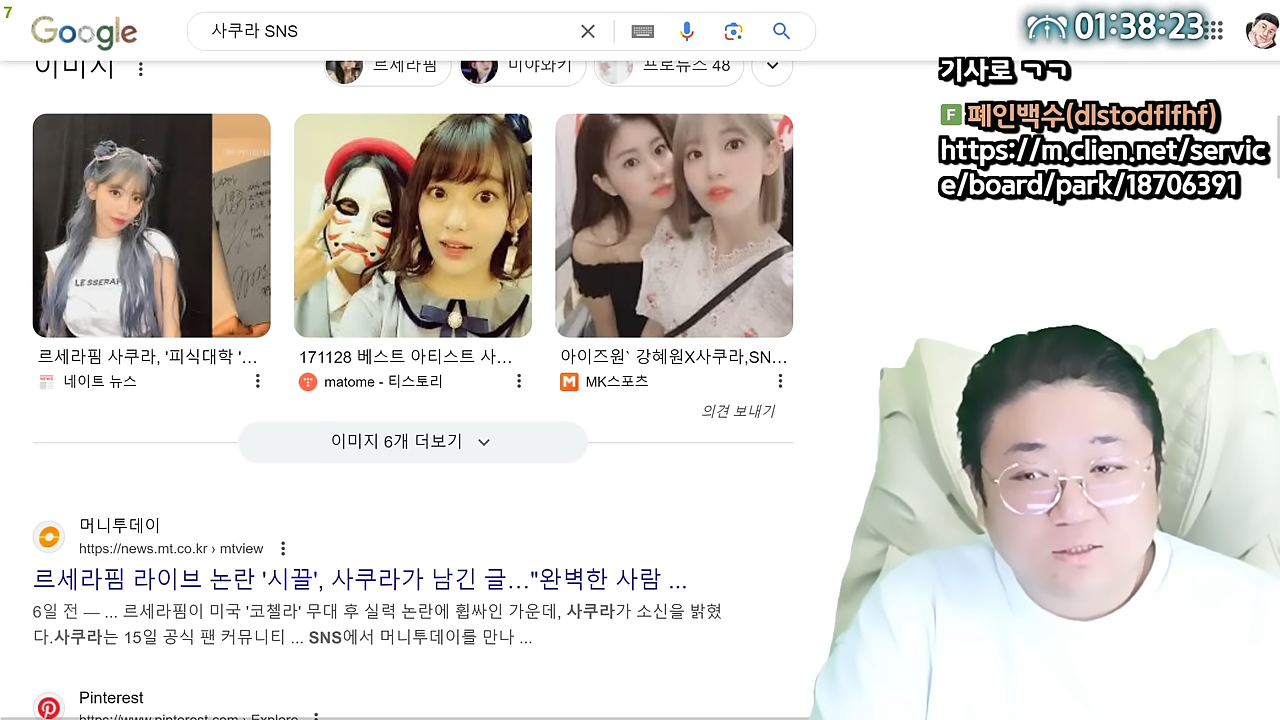 7
Google
사쿠라 SNS
01:38:23
이미지
르세라핌
미야와키
프로듀스 48
기사로 ㄱㄱ
F 폐인백수(dlstodflfhf)
https://m.clien.net/servic
e/board/park/18706391
LE SSERAF
르세라핌 사쿠라, '피식대학 '...
네이트 뉴스
171128 베스트 아티스트 사...
matome - 티스토리
아이즈원` 강혜원X사쿠라,SN...
MK스포츠
의견 보내기
이미지 6개 더보기
머니투데이
https://news.mt.co.kr › mtview
르세라핌 라이브 논란 '시끌', 사쿠라가 남긴 글..."완벽한 사람 ...
6일 전 — ... 르세라핌이 미국 '코첼라' 무대 후 실력 논란에 휩싸인 가운데, 사쿠라가 소신을 밝혔
다.사쿠라는 15일 공식 팬 커뮤니티 ... SNS에서 머니투데이를 만나 ...
Pinterest
https://www.pinterest.com › Explore